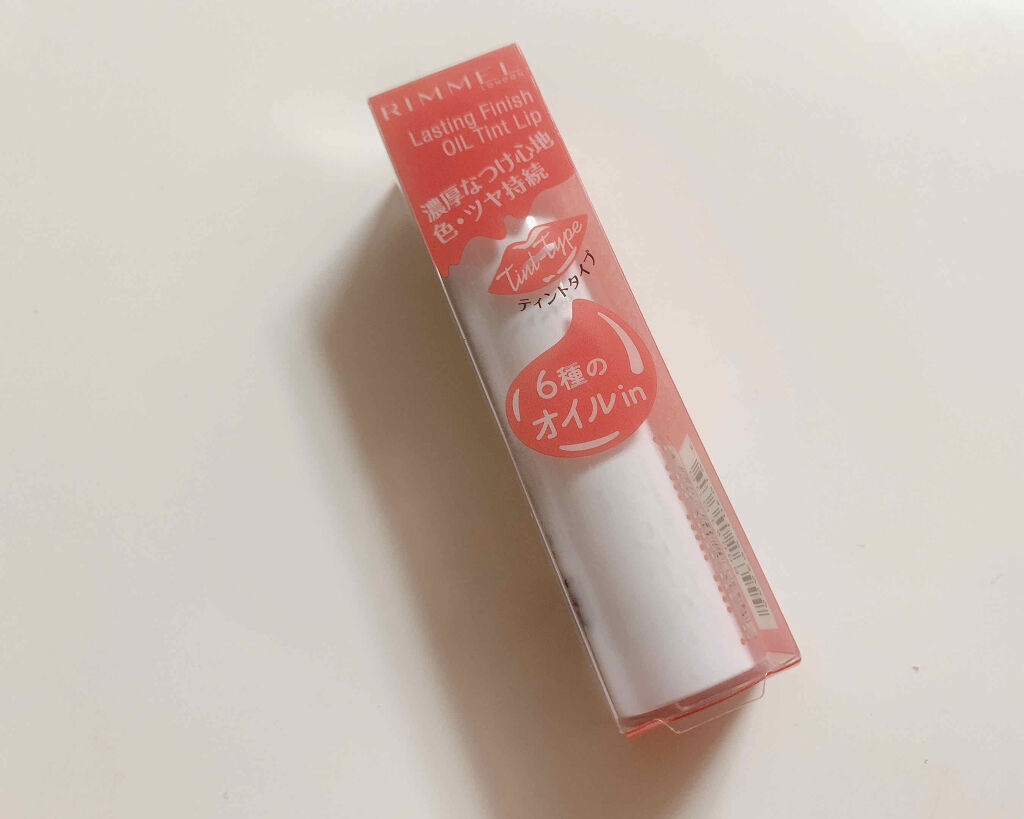 RIMMEL
LONDON
Lasting Finish
OIL Tint Lip
濃厚なつけ心地
色・ツヤ持続
Tint Type
ティントタイプ
6種の
オイルin